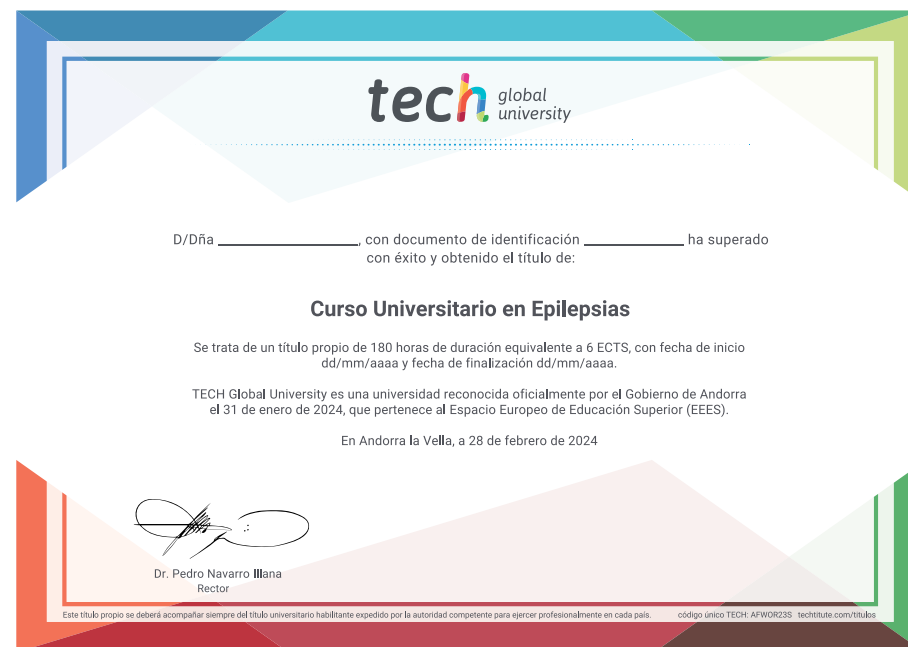 tech global university
D/Dña ____________________, con documento de identificación ______________ ha superado
con éxito y obtenido el título de:
Curso Universitario en Epilepsias
Se trata de un título propio de 180 horas de duración equivalente a 6 ECTS, con fecha de inicio
dd/mm/aaaa y fecha de finalización dd/mm/aaaa.
TECH Global University es una universidad reconocida oficialmente por el Gobierno de Andorra
el 31 de enero de 2024, que pertenece al Espacio Europeo de Educación Superior (EEES).
En Andorra la Vella, a 28 de febrero de 2024
Dr. Pedro Navarro Illana
Rector
Este título propio se deberá acompañar siempre del título universitario habilitante expedido por la autoridad competente para ejercer profesionalmente en cada país. código único TECH: AFWOR23S techtitute.com/titulos